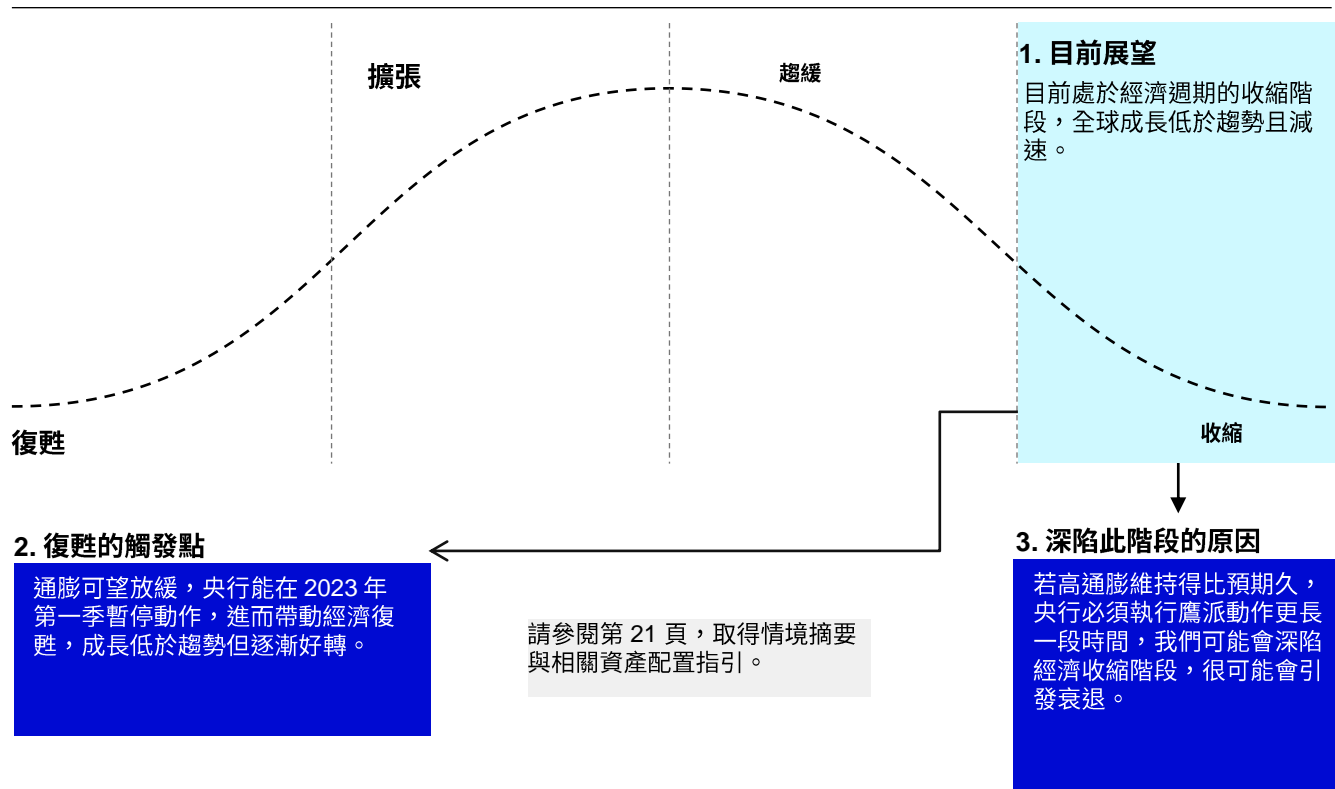 擴張
趨緩
1. 目前展望
目前處於經濟週期的收縮階
段，全球成長低於趨勢且減
速。
復甦
收縮
2. 復甦的觸發點
通膨可望放緩，央行能在 2023 年
第一季暫停動作，進而帶動經濟復
甦，成長低於趨勢但逐漸好轉。
請參閱第 21 頁，取得情境摘要
與相關資產配置指引。
3. 深陷此階段的原因
若高通膨維持得比預期久，
央行必須執行鷹派動作更長
一段時間，我們可能會深陷
經濟收縮階段，很可能會引
發衰退。